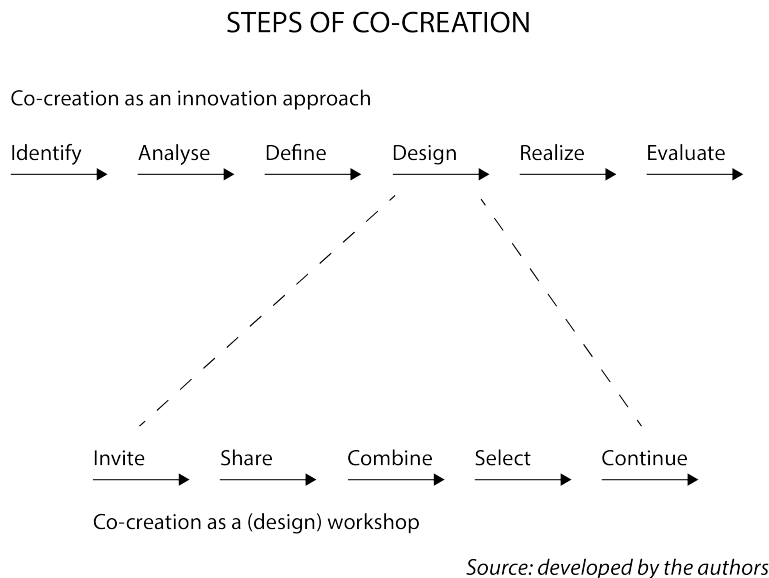 STEPS OF CO-CREATION
Co-creation as an innovation approach
Identify Analyse Define Design Realize Evaluate
Invite Share Combine Select Continue
Co-creation as a (design) workshop
Source: developed by the authors